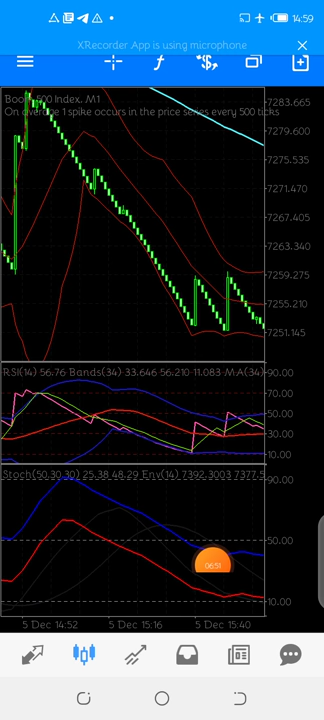 14:59
XRecorder App is using microphone
Boom 500 Index, M1
On average 1 spike occurs in the price series every 500 ticks
7283.665
7279.600
7275.535
7271.470
7267.405
7263.340
7259.275
7255.210
7251.145
RSI(14) 56.76 Bands(34) 33.646 56.210 11.083 MA(34)
90.00
70.00
50.00
30.00
10.00
Stoch(50,30,30) 25.38 48.29 Env(14) 7392.3003 7377.5
90.00
50.00
10.00
06:51
5 Dec 14:52
5 Dec 15:16
5 Dec 15:40